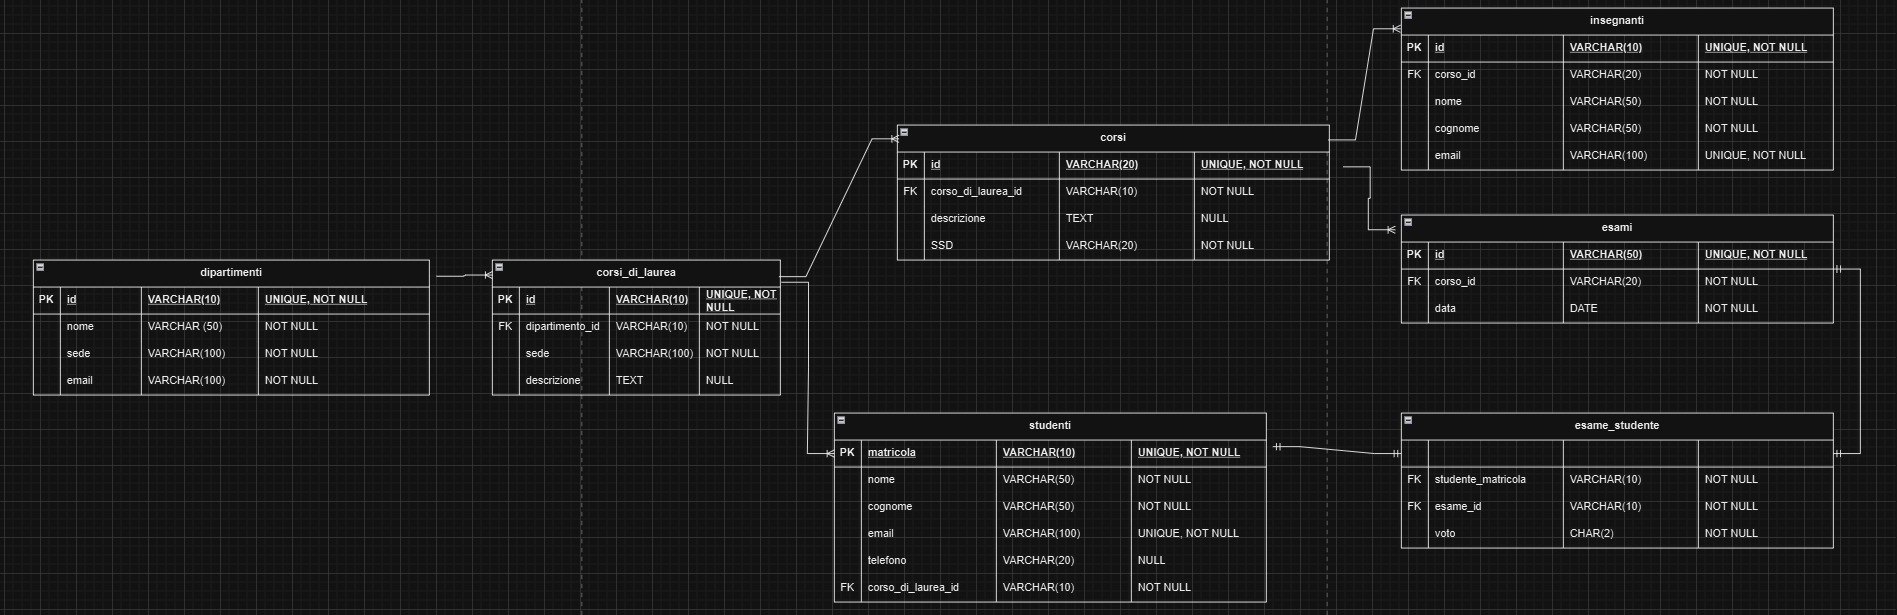 insegnanti
PK id VARCHAR(10) UNIQUE, NOT NULL
FK corso_id VARCHAR(20) NOT NULL
nome VARCHAR(50) NOT NULL
cognome VARCHAR(50) NOT NULL
email VARCHAR(100) UNIQUE, NOT NULL
corsi
PK id VARCHAR(20) UNIQUE, NOT NULL
FK corso_di_laurea_id VARCHAR(10) NOT NULL
descrizione TEXT NULL
SSD VARCHAR(20) NOT NULL
esami
PK id VARCHAR(50) UNIQUE, NOT NULL
FK corso_id VARCHAR(20) NOT NULL
data DATE NOT NULL
dipartimenti
PK id VARCHAR(10) UNIQUE, NOT NULL
nome VARCHAR (50) NOT NULL
sede VARCHAR(100) NOT NULL
email VARCHAR(100) NOT NULL
corsi_di_laurea
PK id VARCHAR(10) UNIQUE, NOT
NULL
FK dipartimento_id VARCHAR(10) NOT NULL
sede VARCHAR(100) NOT NULL
descrizione TEXT NULL
studenti
PK matricola VARCHAR(10) UNIQUE, NOT NULL
nome VARCHAR(50) NOT NULL
cognome VARCHAR(50) NOT NULL
email VARCHAR(100) UNIQUE, NOT NULL
telefono VARCHAR(20) NULL
FK corso_di_laurea_id VARCHAR(10) NOT NULL
esame_studente
FK studente_matricola VARCHAR(10) NOT NULL
FK esame_id VARCHAR(10) NOT NULL
voto CHAR(2) NOT NULL